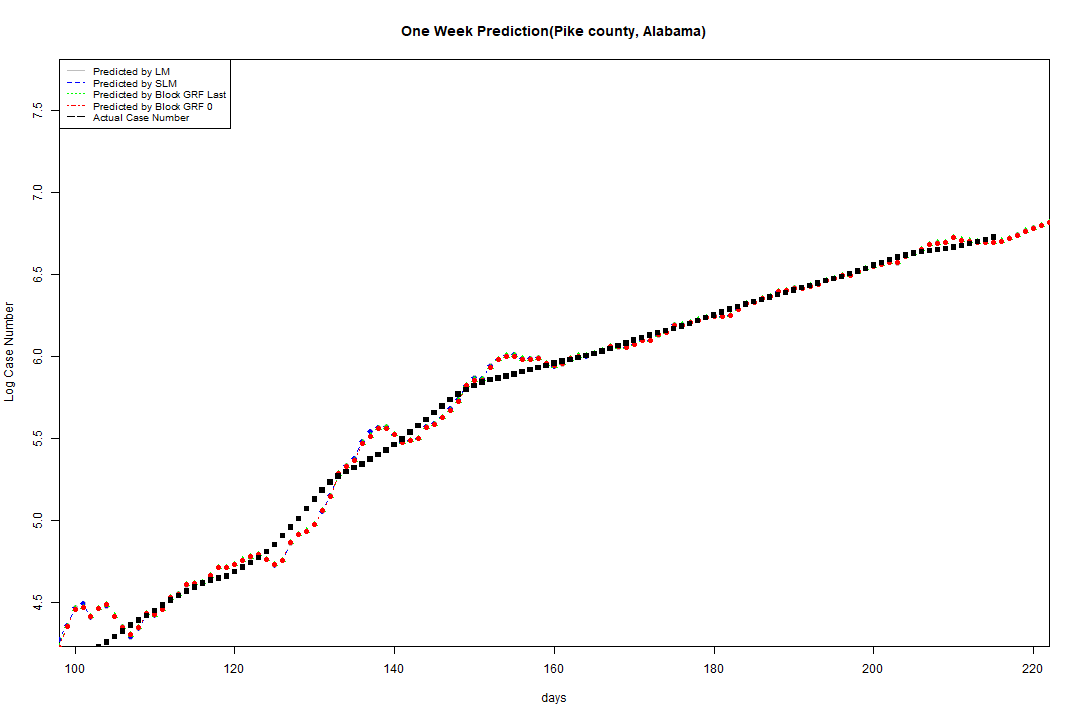 One Week Prediction(Pike county, Alabama)
Predicted by LM
Predicted by SLM
Predicted by Block GRF Last
Predicted by Block GRF 0
Actual Case Number
7.5
7.0
6.5
6.0
5.5
5.0
4.5
Log Case Number
100 120 140 160 180 200 220
days